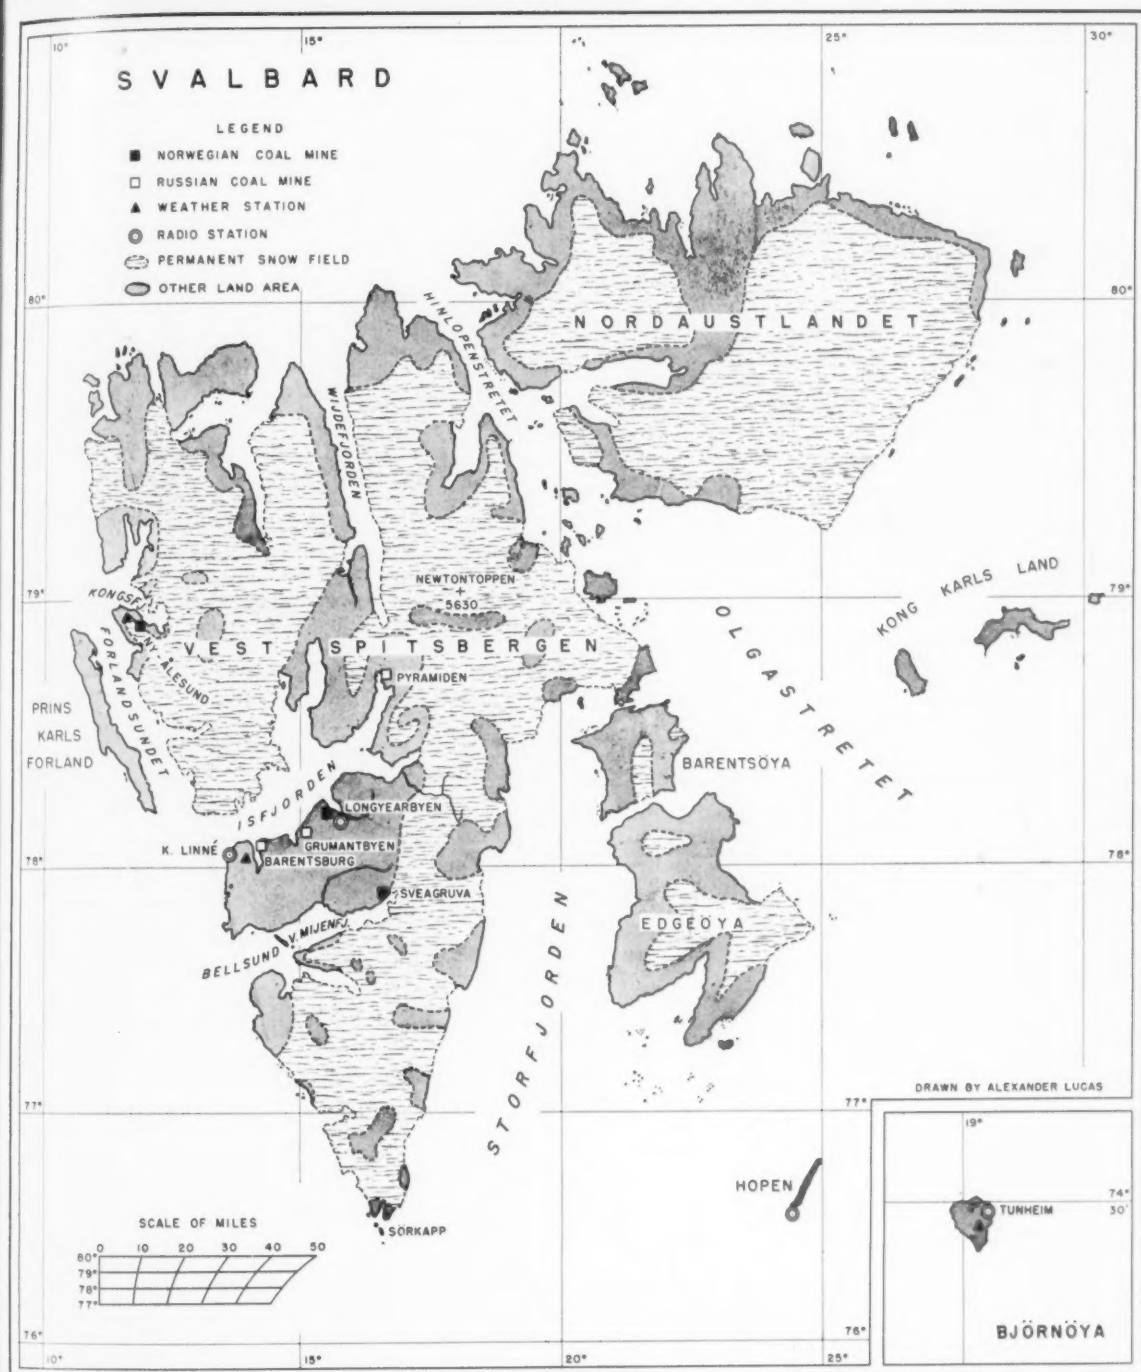 10°
15°
25°
30°
SVALBARD
LEGEND
NORWEGIAN COAL MINE
RUSSIAN COAL MINE
WEATHER STATION
RADIO STATION
PERMANENT SNOW FIELD
OTHER LAND AREA
80°
80°
HINLOPENSTRETET
NORDAUSTLANDET
WIJDEFJORDEN
NEWTONTOPPEN
5630
79°
79°
KONG KARLS LAND
KONGSFJ.
NY-ÅLESUND
VEST SPITSBERGEN
OLGASTRETET
FORLANDSUNDET
PYRAMIDEN
PRINS
KARLS
FORLAND
BARENTSÖYA
ISFJORDEN
LONGYEARBYEN
GRUMANTBYEN
K. LINNÉ
BARENTSBURG
78°
78°
SVEAGRUVA
EDGEÖYA
V. MIJENFJ.
BELLSUND
STORFJORDEN
DRAWN BY ALEXANDER LUCAS
77°
77°
19°
HOPEN
74°
30'
TUNHEIM
SÖRKAPP
SCALE OF MILES
0 10 20 30 40 50
80°
79°
78°
77°
BJÖRNÖYA
76°
76°
10°
15°
20°
25°